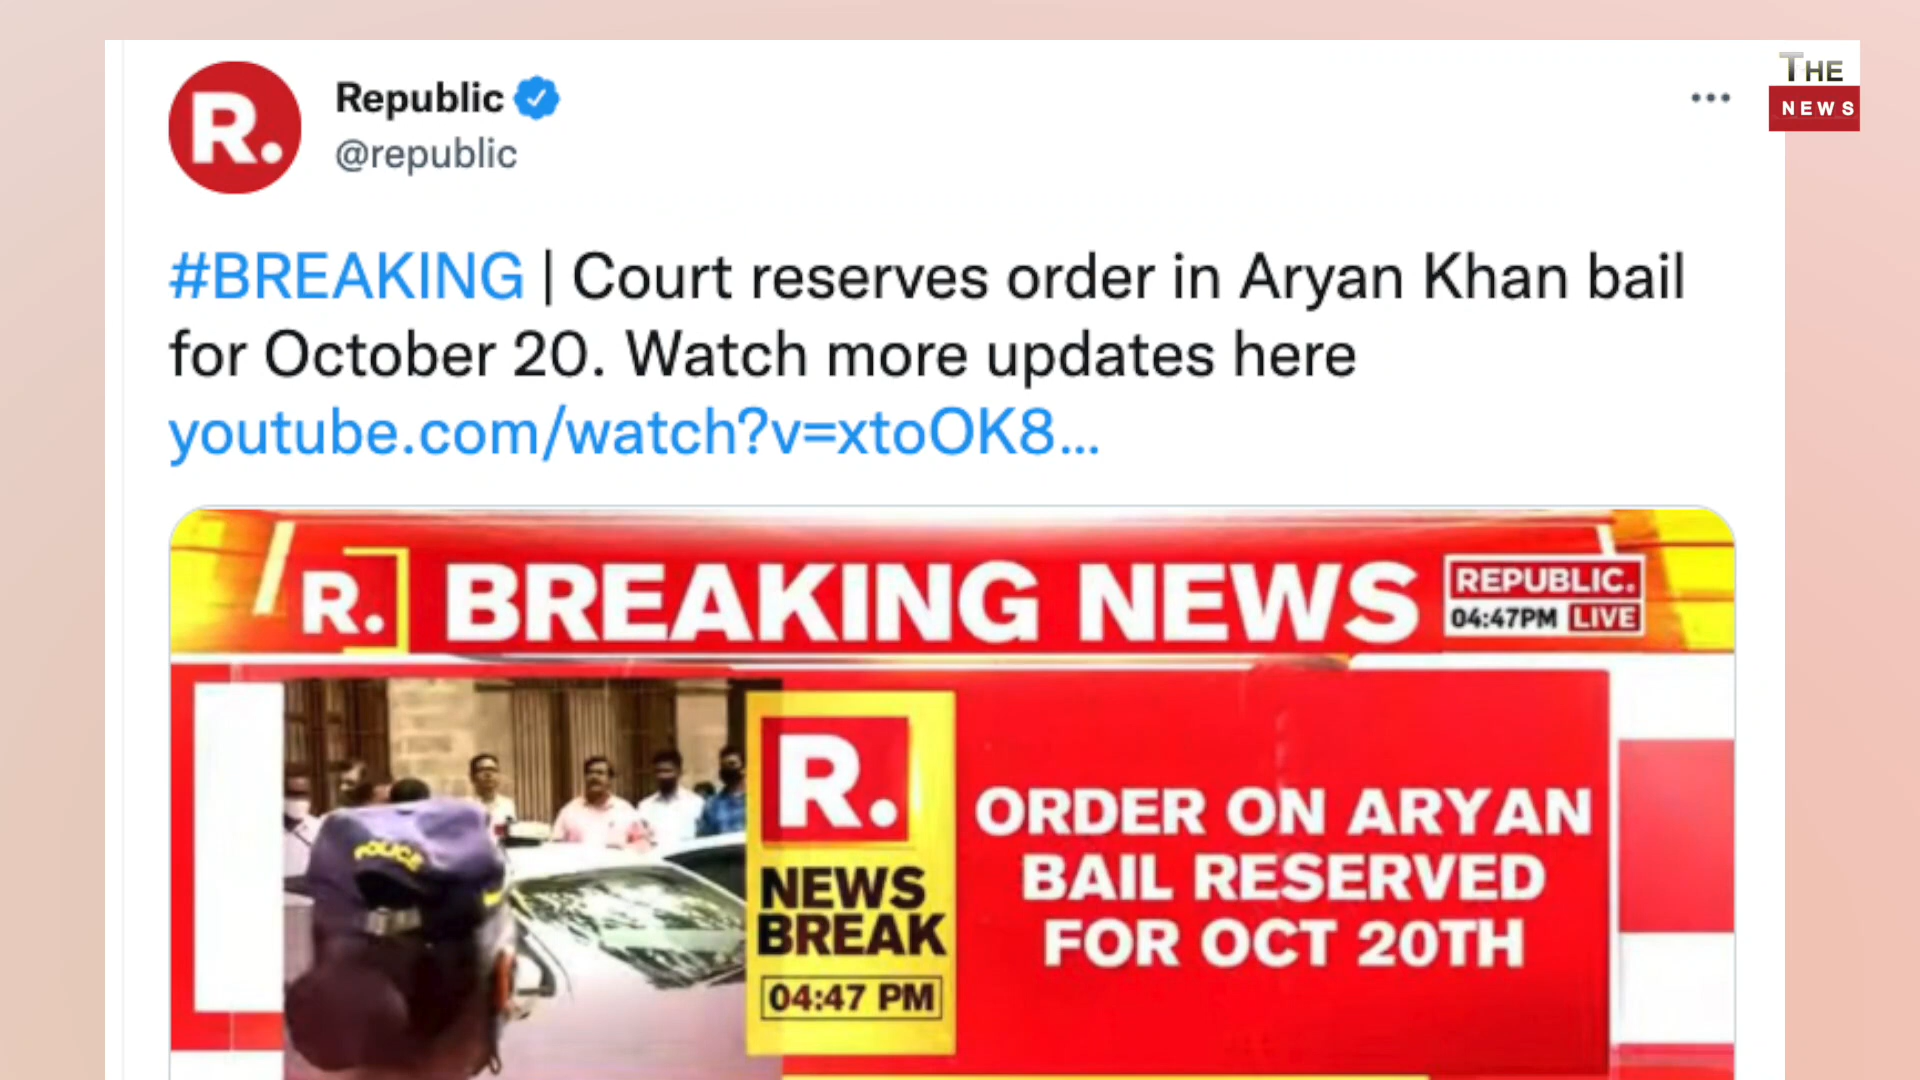 THE
NEWS
R.
Republic
@republic
#BREAKING | Court reserves order in Aryan Khan bail
for October 20. Watch more updates here
youtube.com/watch?v=xtoOK8...
R.
BREAKING NEWS
REPUBLIC.
04:47PM LIVE
POLICE
R.
NEWS
BREAK
04:47 PM
ORDER ON ARYAN
BAIL RESERVED
FOR OCT 20TH